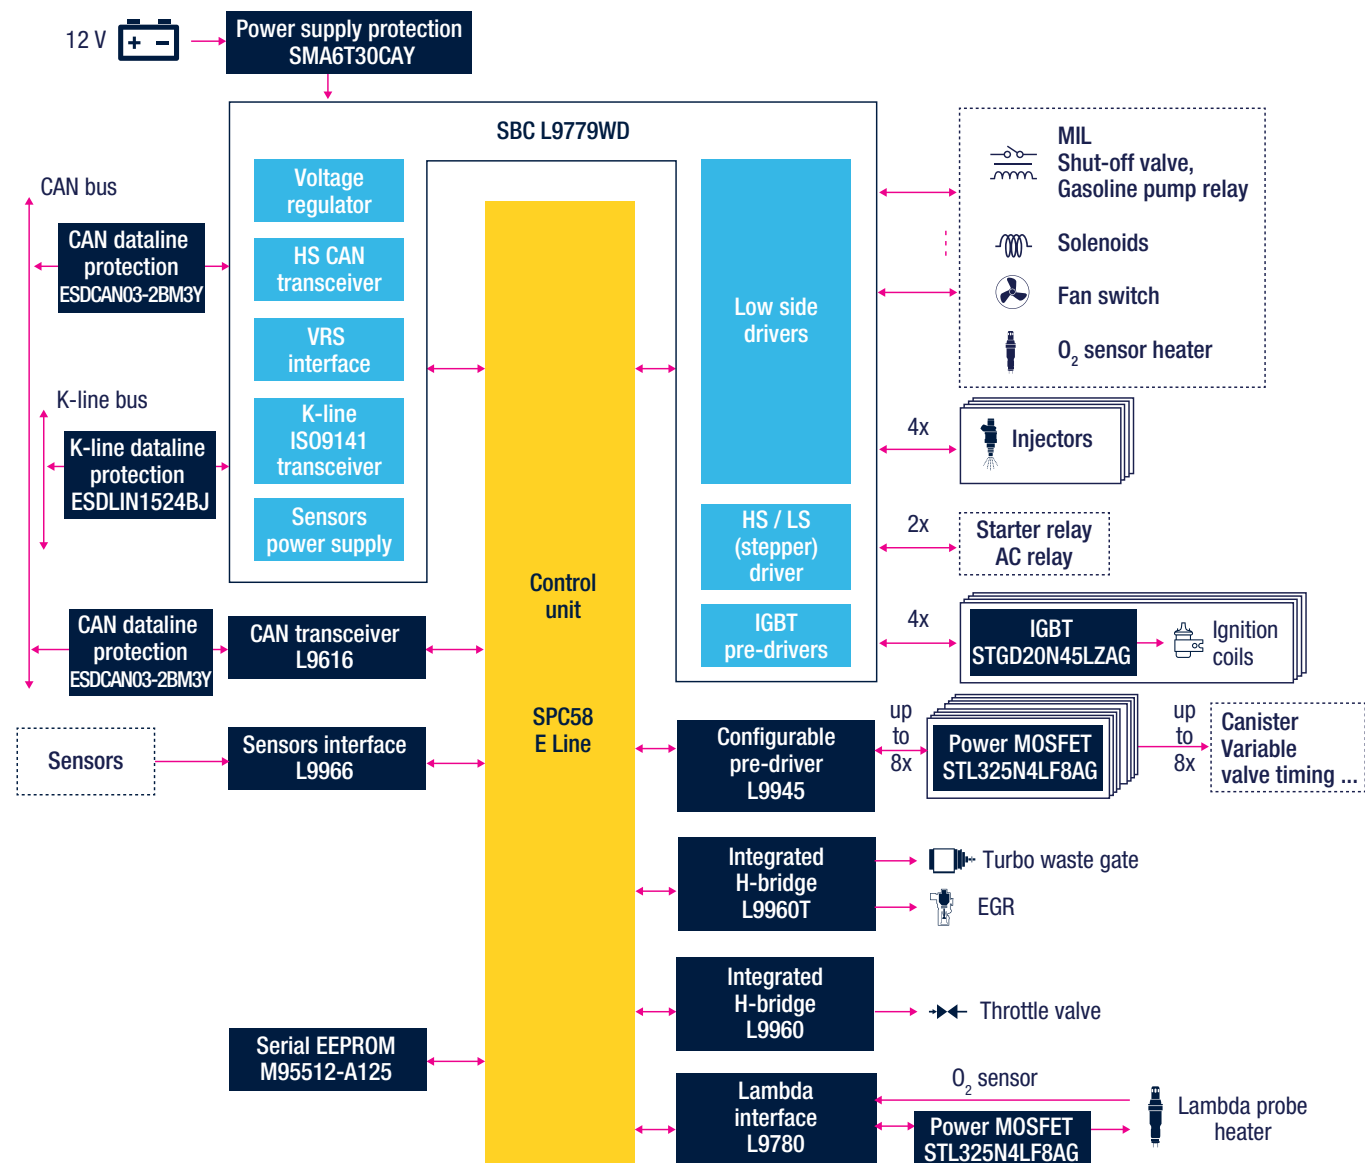 12 V
+ −
Power supply protection
SMA6T30CAY
SBC L9779WD
CAN bus
CAN dataline
protection
ESDCAN03-2BM3Y
K-line bus
K-line dataline
protection
ESDLIN1524BJ
Voltage
regulator
HS CAN
transceiver
VRS
interface
K-line
ISO9141
transceiver
Sensors
power supply
Control
unit
SPC58
E Line
Low side
drivers
HS / LS
(stepper)
driver
IGBT
pre-drivers
MIL
Shut-off valve,
Gasoline pump relay
Solenoids
Fan switch
O2 sensor heater
4x
Injectors
2x
Starter relay
AC relay
4x
IGBT
STGD20N45LZAG
Ignition
coils
CAN dataline
protection
ESDCAN03-2BM3Y
CAN transceiver
L9616
Sensors
Sensors interface
L9966
Configurable
pre-driver
L9945
up
to
8x
Power MOSFET
STL325N4LF8AG
up
to
8x
Canister
Variable
valve timing ...
Integrated
H-bridge
L9960T
Turbo waste gate
EGR
Integrated
H-bridge
L9960
Throttle valve
Serial EEPROM
M95512-A125
Lambda
interface
L9780
O2 sensor
Power MOSFET
STL325N4LF8AG
Lambda probe
heater